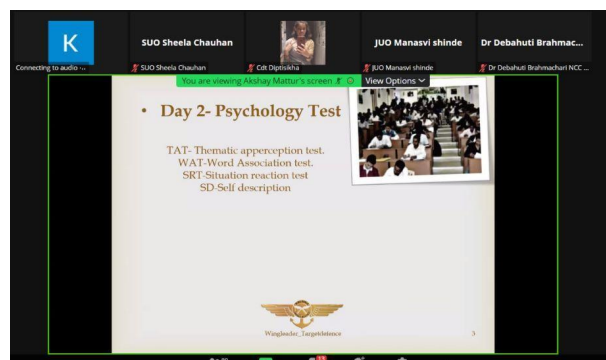 K
SUO Sheela Chauhan
JUO Manasvi shinde
Dr Debahuti Brahmac...
Connecting to audio ...
SUO Sheela Chauhan
Cdt Diptisikha
JUO Manasvi shinde
Dr Debahuti Brahmachari NCC ...
You are viewing Akshay Mattur's screen
View Options
• Day 2- Psychology Test
TAT- Thematic apperception test.
WAT-Word Association test.
SRT-Situation reaction test
SD-Self description
Wingleader_Targetdefence
3